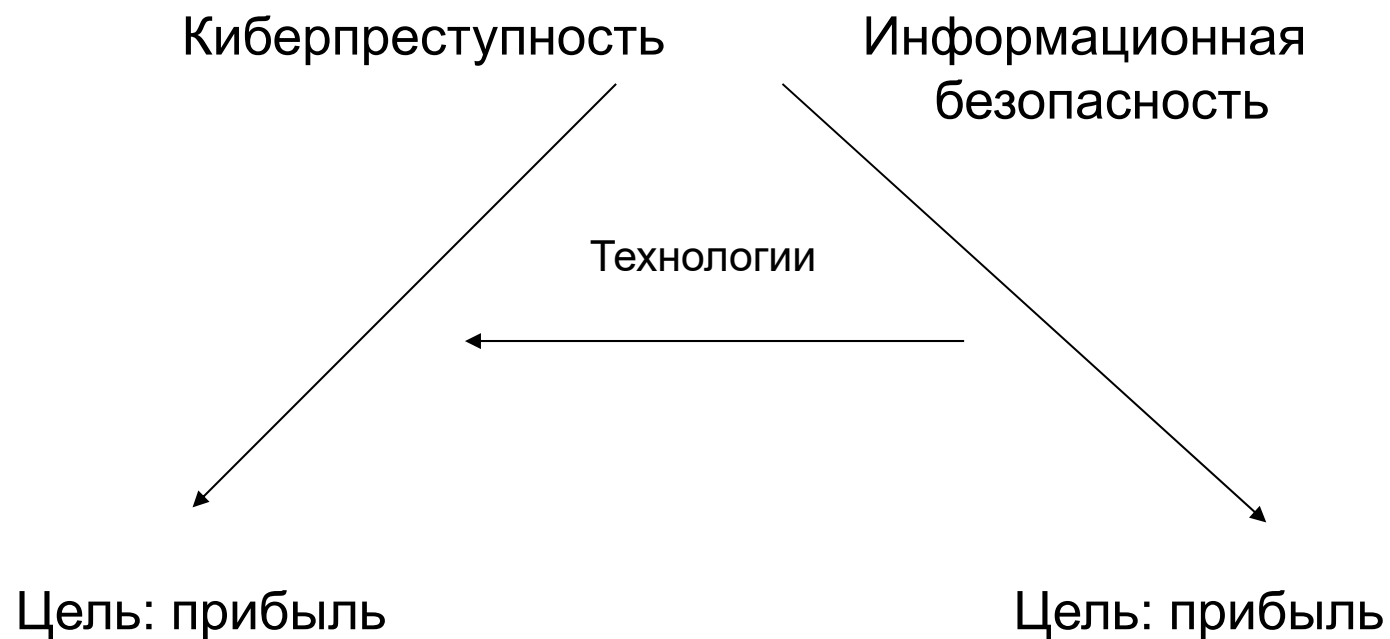 Киберпреступность
Информационная
безопасность
Технологии
Цель: прибыль
Цель: прибыль